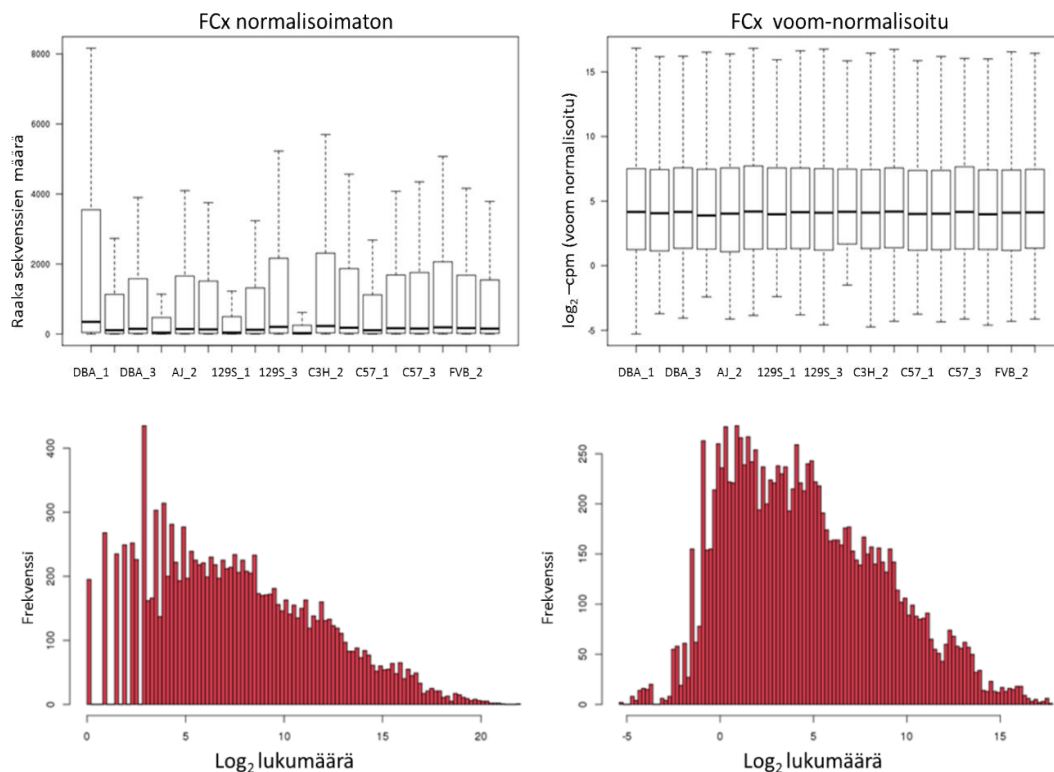 FCx normalisoimaton
FCx voom-normalisoitu
Raaka sekvenssien määrä
8000
6000
4000
2000
0
DBA_1 DBA_3 AJ_2 129S_1 129S_3 C3H_2 C57_1 C57_3 FVB_2
log2 –cpm (voom normalisoitu)
15
10
5
0
-5
DBA_1 DBA_3 AJ_2 129S_1 129S_3 C3H_2 C57_1 C57_3 FVB_2
Frekvenssi
400
300
200
100
0
0 5 10 15 20
Log2 lukumäärä
Frekvenssi
250
200
150
100
50
0
-5 0 5 10 15
Log2 lukumäärä